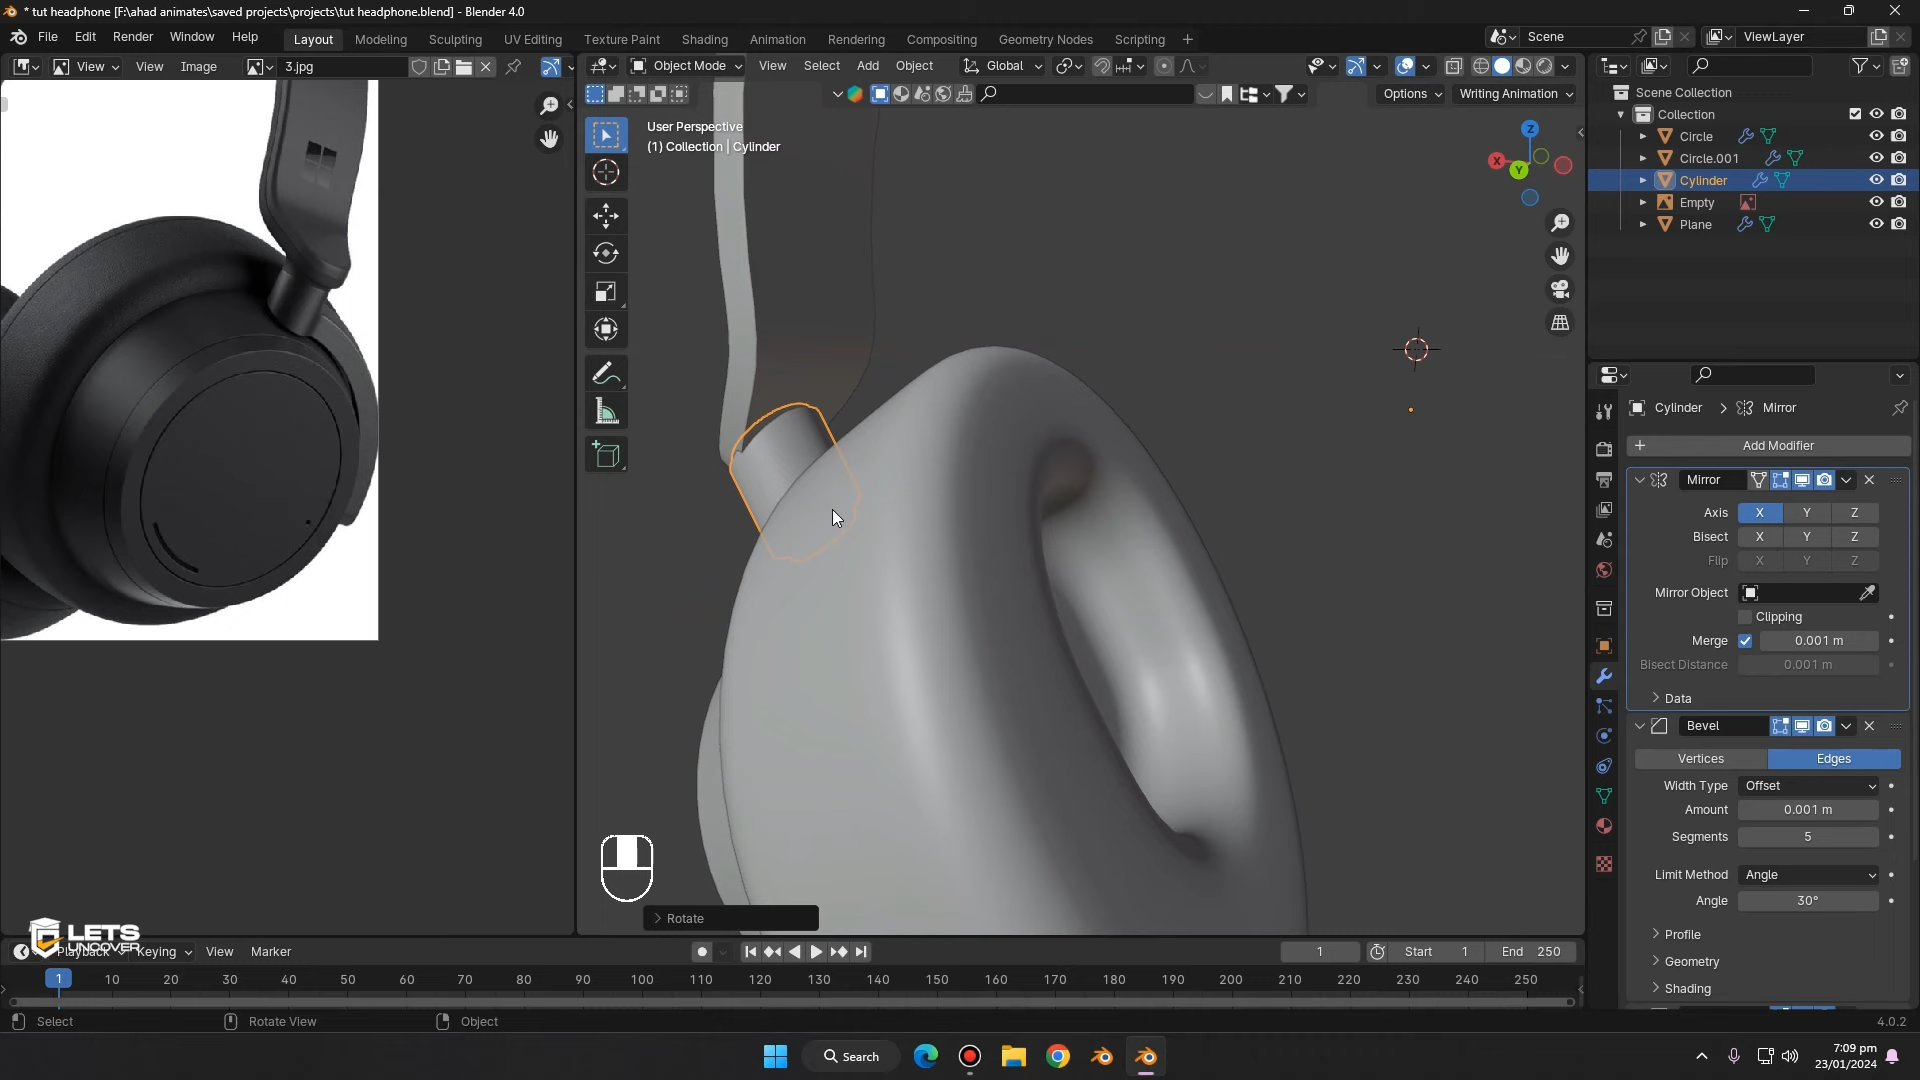 * tut headphone [F:\ahad animates\saved projects\projects\tut headphone.blend] - Blender 4.0
File Edit Render Window Help Layout Modeling Sculpting UV Editing Texture Paint Shading Animation Rendering Compositing Geometry Nodes Scripting + Scene ViewLayer
View View Image 3.jpg Object Mode View Select Add Object Global
Options Writing Animation
User Perspective
(1) Collection | Cylinder
Z
X
Y
Scene Collection
Collection
Circle
Circle.001
Cylinder
Empty
Plane
Cylinder > Mirror
+ Add Modifier
Mirror
Axis X Y Z
Bisect X Y Z
Flip X Y Z
Mirror Object
Clipping
Merge 0.001 m
Bisect Distance 0.001 m
> Data
Bevel
Vertices Edges
Width Type Offset
Amount 0.001 m
Segments 5
Limit Method Angle
Angle 30°
> Profile
> Geometry
> Shading
> Rotate
LETS
UNCOVER
Playback Keying View Marker 1 Start 1 End 250
1 10 20 30 40 50 60 70 80 90 100 110 120 130 140 150 160 170 180 190 200 210 220 230 240 250
Select Rotate View Object 4.0.2
Search
7:09 pm
23/01/2024